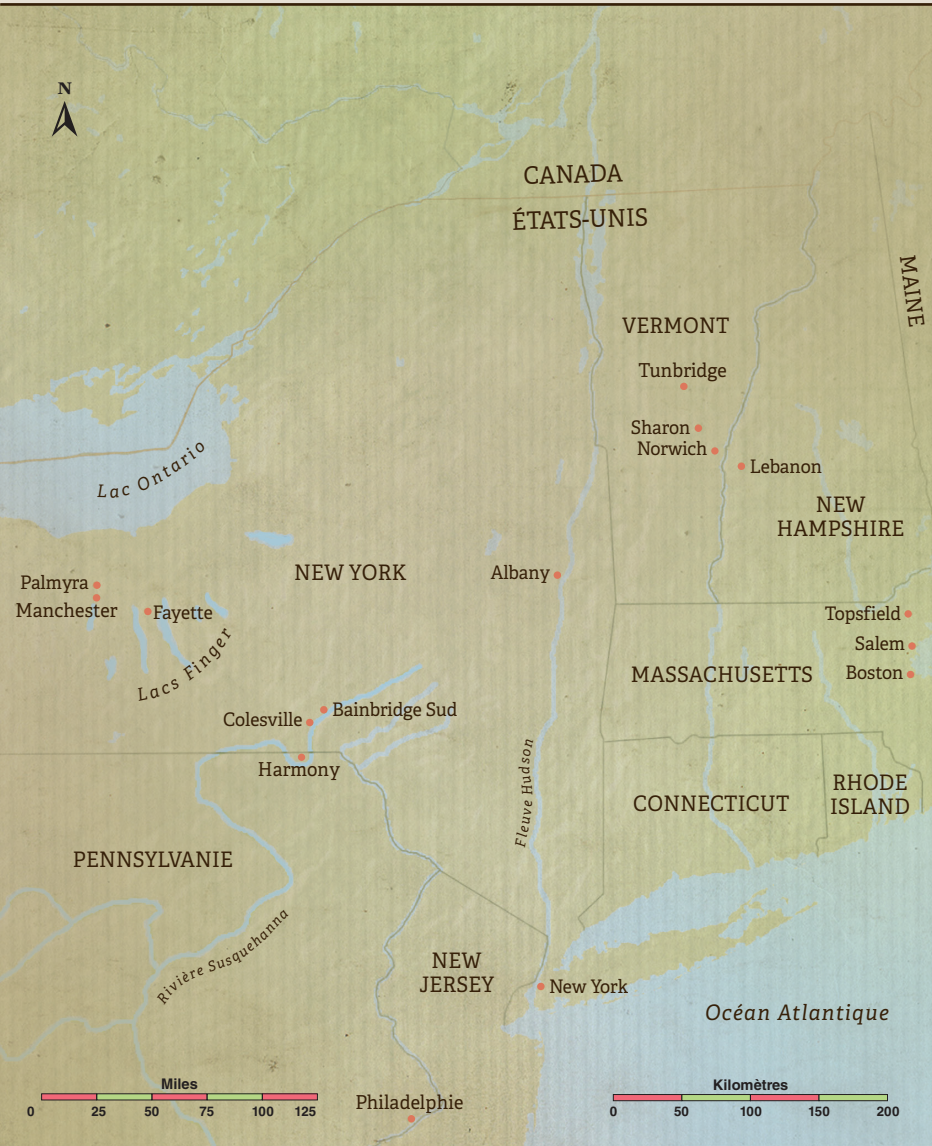 N
CANADA
ÉTATS-UNIS
MAINE
VERMONT
Tunbridge
Sharon
Norwich
Lebanon
Lac Ontario
NEW
HAMPSHIRE
NEW YORK
Albany
Palmyra
Manchester
Fayette
Lacs Finger
Topsfield
Salem
Boston
MASSACHUSETTS
Bainbridge Sud
Colesville
Harmony
Fleuve Hudson
CONNECTICUT
RHODE
ISLAND
PENNSYLVANIE
Rivière Susquehanna
NEW
JERSEY
New York
Océan Atlantique
Miles
0 25 50 75 100 125
Kilomètres
0 50 100 150 200
Philadelphie